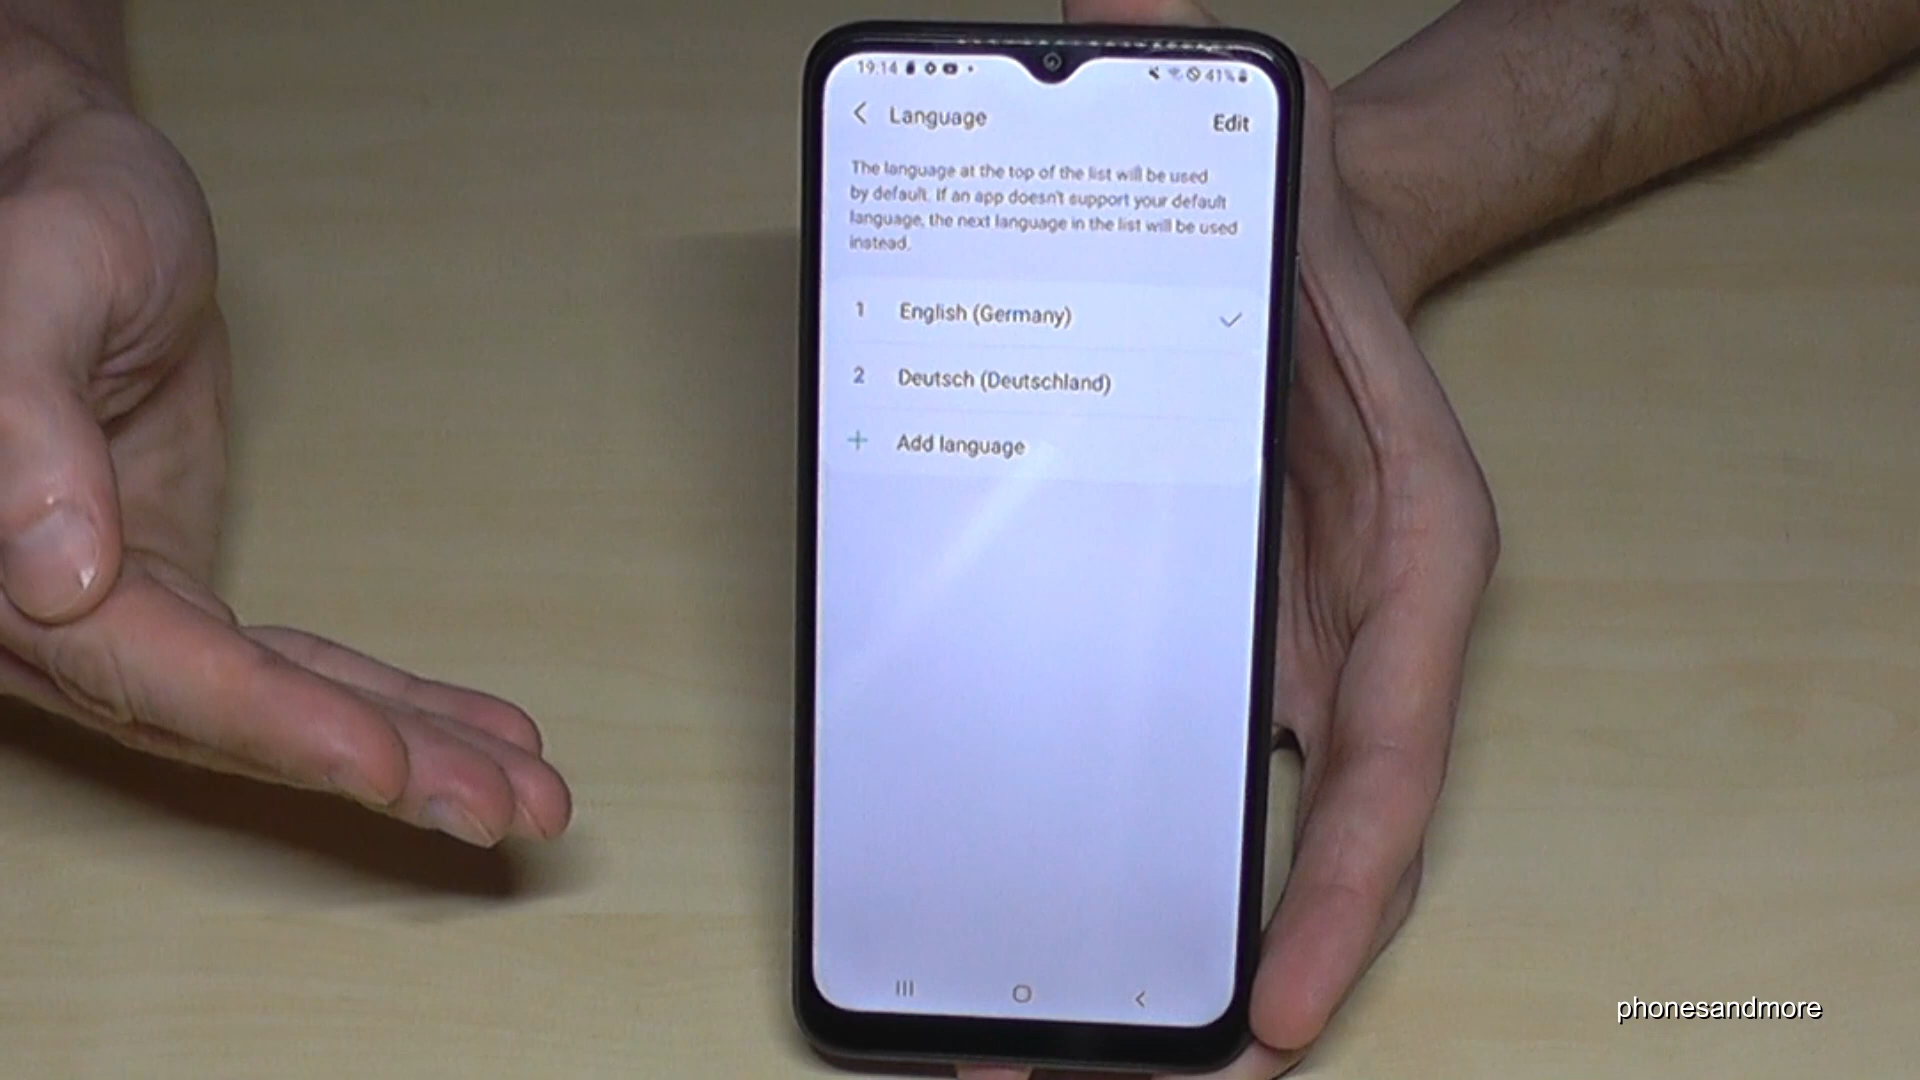 19.14 41%
Language Edit
The language at the top of the list will be used
by default. If an app doesn't support your default
language, the next language in the list will be used
instead.
1 English (Germany)
2 Deutsch (Deutschland)
+ Add language
phonesandmore